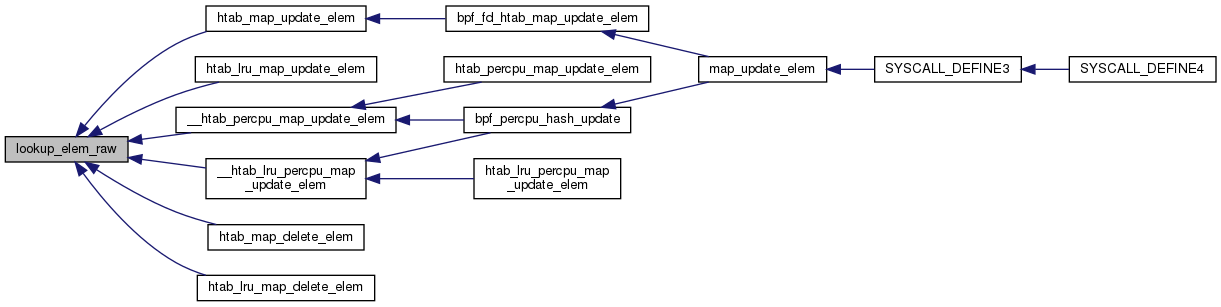 htab_map_update_elem
bpf_fd_htab_map_update_elem
htab_lru_map_update_elem
htab_percpu_map_update_elem
map_update_elem
SYSCALL_DEFINE3
SYSCALL_DEFINE4
__htab_percpu_map_update_elem
bpf_percpu_hash_update
lookup_elem_raw
__htab_lru_percpu_map
_update_elem
htab_lru_percpu_map
_update_elem
htab_map_delete_elem
htab_lru_map_delete_elem